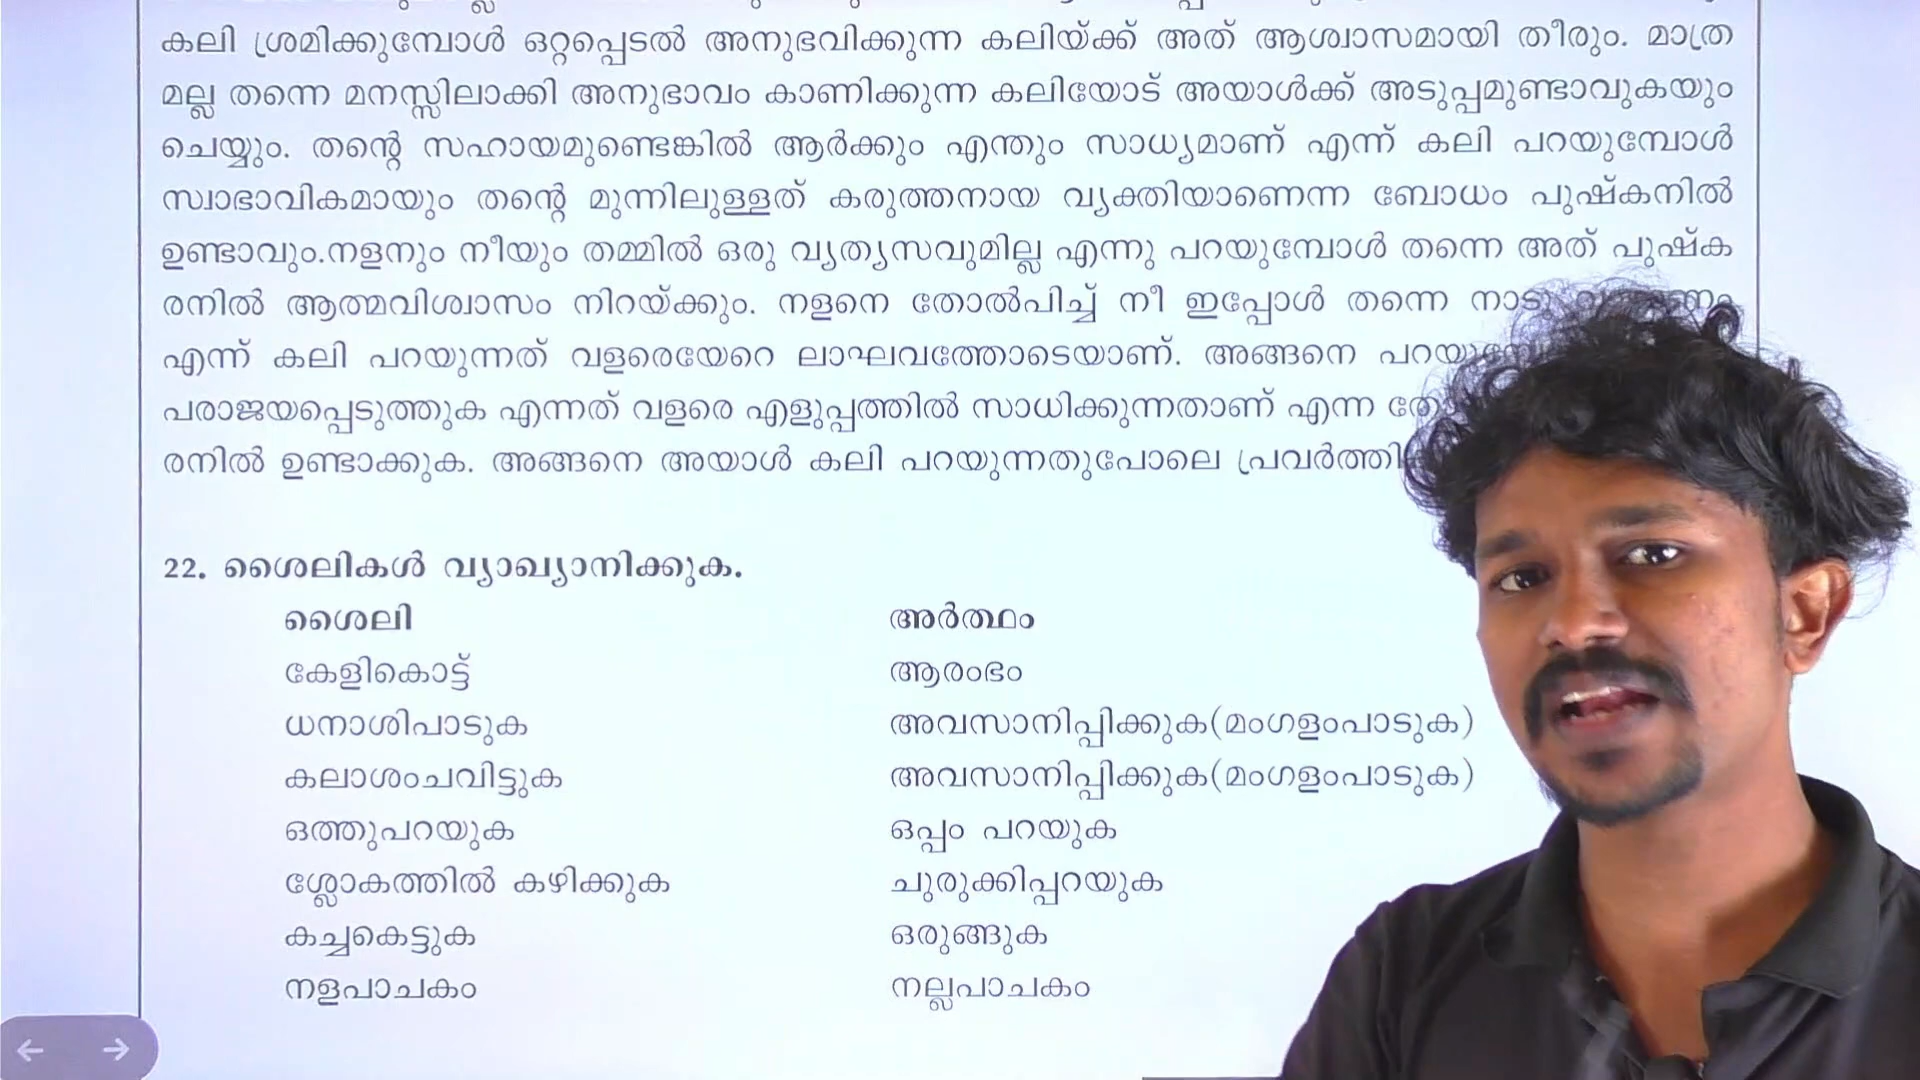 കലി ശ്രമിക്കുമ്പോൾ ഒറ്റപ്പെടൽ അനുഭവിക്കുന്ന കലിയ്ക്ക് അത് ആശ്വാസമായി തീരും. മാത്ര
മല്ല തന്നെ മനസ്സിലാക്കി അനുഭാവം കാണിക്കുന്ന കലിയോട് അയാൾക്ക് അടുപ്പമുണ്ടാവുകയും
ചെയ്യും. തന്റെ സഹായമുണ്ടെങ്കിൽ ആർക്കും എന്തും സാധ്യമാണ് എന്ന് കലി പറയുമ്പോൾ
സ്വാഭാവികമായും തന്റെ മുന്നിലുള്ളത് കരുത്തനായ വ്യക്തിയാണെന്ന ബോധം പുഷ്കനിൽ
ഉണ്ടാവും.നളനും നീയും തമ്മിൽ ഒരു വ്യത്യസവുമില്ല എന്നു പറയുമ്പോൾ തന്നെ അത് പുഷ്ക
രനിൽ ആത്മവിശ്വാസം നിറയ്ക്കും. നളനെ തോൽപിച്ച് നീ ഇപ്പോൾ തന്നെ
എന്ന് കലി പറയുന്നത് വളരെയേറെ ലാഘവത്തോടെയാണ്. അങ്ങനെ
പരാജയപ്പെടുത്തുക എന്നത് വളരെ എളുപ്പത്തിൽ സാധിക്കുന്നതാണ് എന്ന
രനിൽ ഉണ്ടാക്കുക. അങ്ങനെ അയാൾ കലി പറയുന്നതുപോലെ
22. ശൈലികൾ വ്യാഖ്യാനിക്കുക.
ശൈലി അർത്ഥം
കേളികൊട്ട് ആരംഭം
ധനാശിപാടുക അവസാനിപ്പിക്കുക(മംഗളംപാടുക)
കലാശംചവിട്ടുക അവസാനിപ്പിക്കുക(മംഗളംപാടുക)
ഒത്തുപറയുക ഒപ്പം പറയുക
ശ്ലോകത്തിൽ കഴിക്കുക ചുരുക്കിപ്പറയുക
കച്ചകെട്ടുക ഒരുങ്ങുക
നളപാചകം നല്ലപാചകം